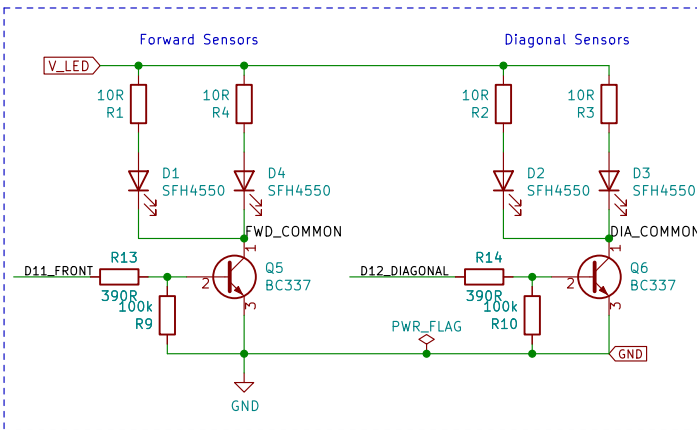 Forward Sensors
Diagonal Sensors
V_LED
10R
R1
10R
R4
10R
R2
10R
R3
D1
SFH4550
D4
SFH4550
D2
SFH4550
D3
SFH4550
FWD_COMMON
DIA_COMMON
D11_FRONT
R13
390R
1
2
3
Q5
BC337
100k
R9
D12_DIAGONAL
R14
390R
1
2
3
Q6
BC337
100k
R10
PWR_FLAG
GND
GND